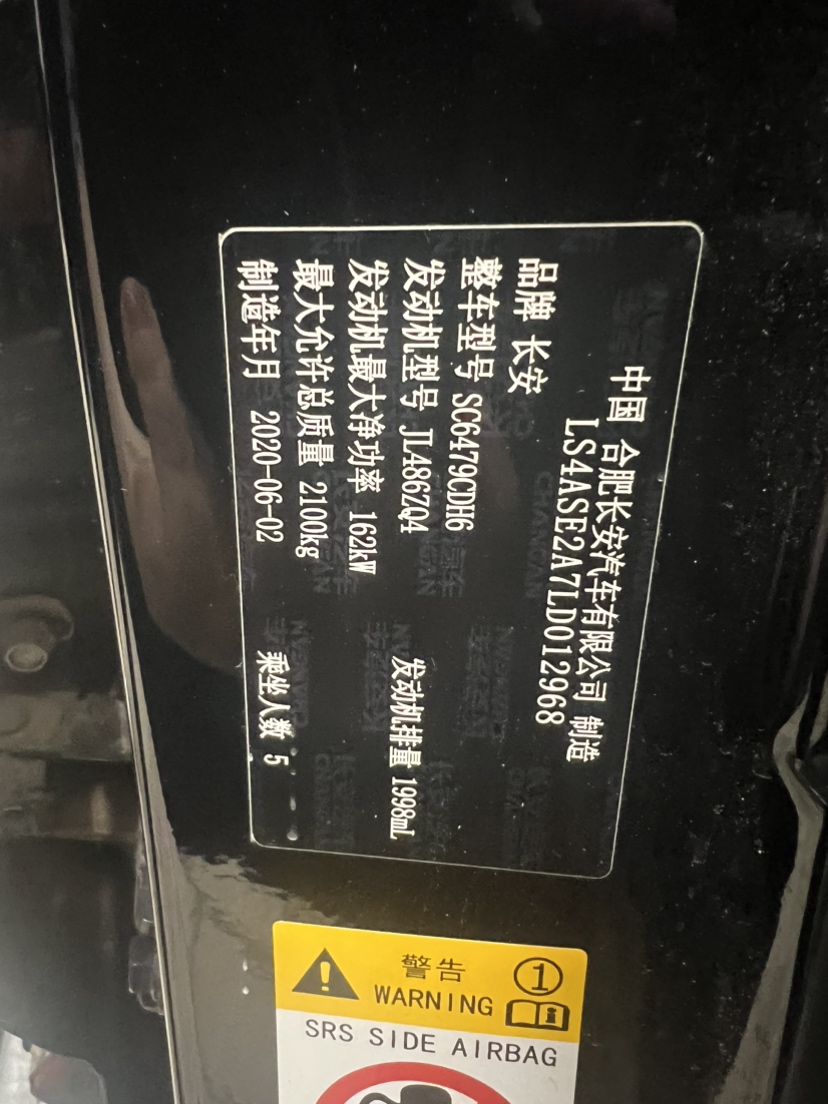 中国 合肥长安汽车有限公司 制造
LS4ASE2A7LD012968
品牌 长安
整车型号 SC6479CDH6
发动机型号 JL486ZQ4 发动机排量 1998mL
发动机最大净功率 162kW
最大允许总质量 2100kg
制造年月 2020-06-02 乘坐人数 5
警告 1
WARNING
SRS SIDE AIRBAG